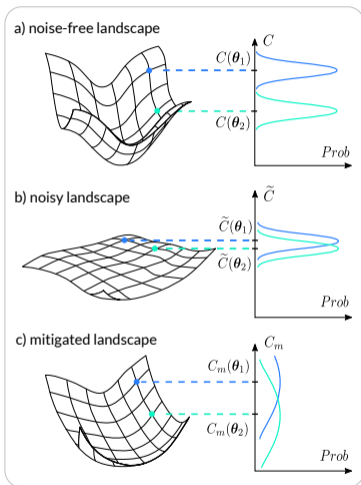 a) noise-free landscape
C
C(θ₁)
C(θ₂)
Prob
b) noisy landscape
C̃
C̃(θ₁)
C̃(θ₂)
Prob
c) mitigated landscape
Cₘ
Cₘ(θ₁)
Cₘ(θ₂)
Prob